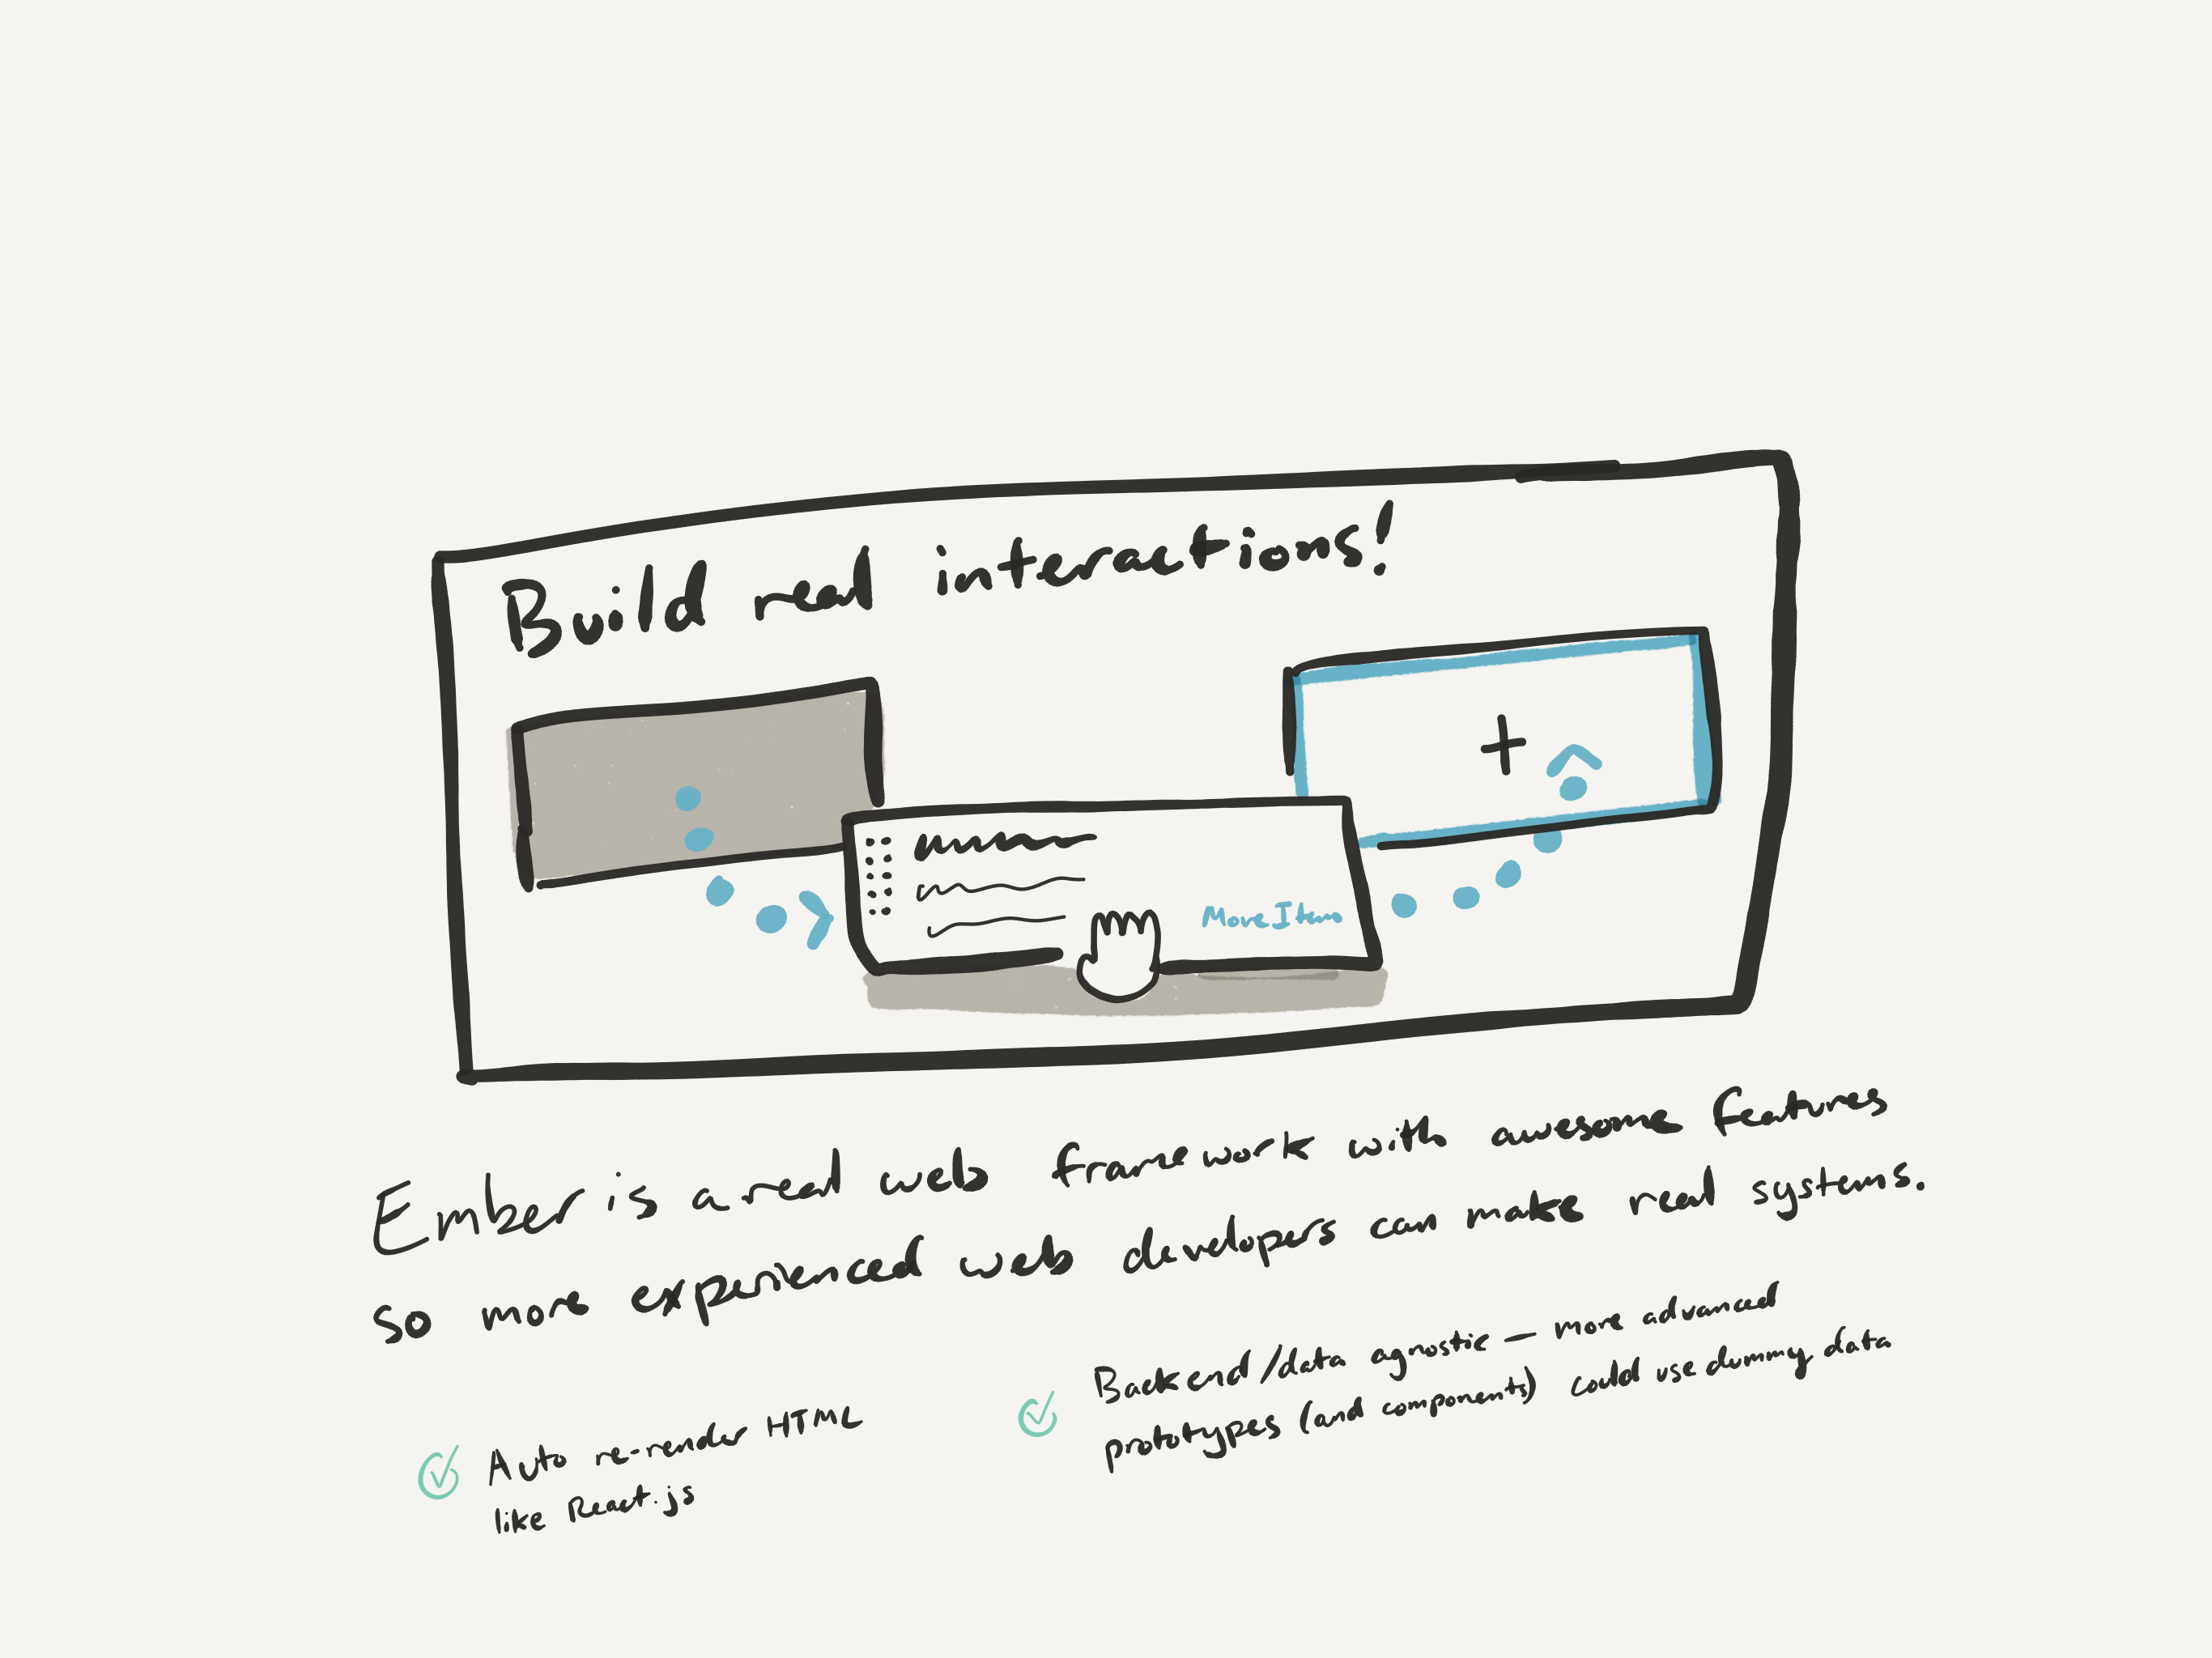 Build real interactions!
+
More Item
Ember is a real web framework with awesome features
so more experienced web developers can make real systems.
Auto re-render HTML
like React.js
Backend/data agnostic — more advanced
prototypes (and components) could use dummy data